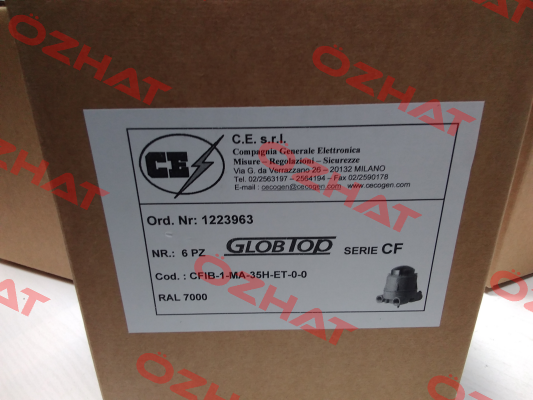 CE
C.E. s.r.l.
Compagnia Generale Elettronica
Misure – Regolazioni – Sicurezze
Via G. da Verrazzano 26 – 20132 MILANO
Tel. 02/2563197 – 2564194 – Fax 02/2590178
E-mail : cecogen@cecogen.com – www.cecogen.com
Ord. Nr: 1223963
NR.: 6 PZ GLOBTOP SERIE CF
Cod. : CFIB-1-MA-35H-ET-0-0
RAL 7000
OZHAT
OZHAT
OZHAT
OZHAT
OZHAT
OZHAT
OZHAT
OZHAT